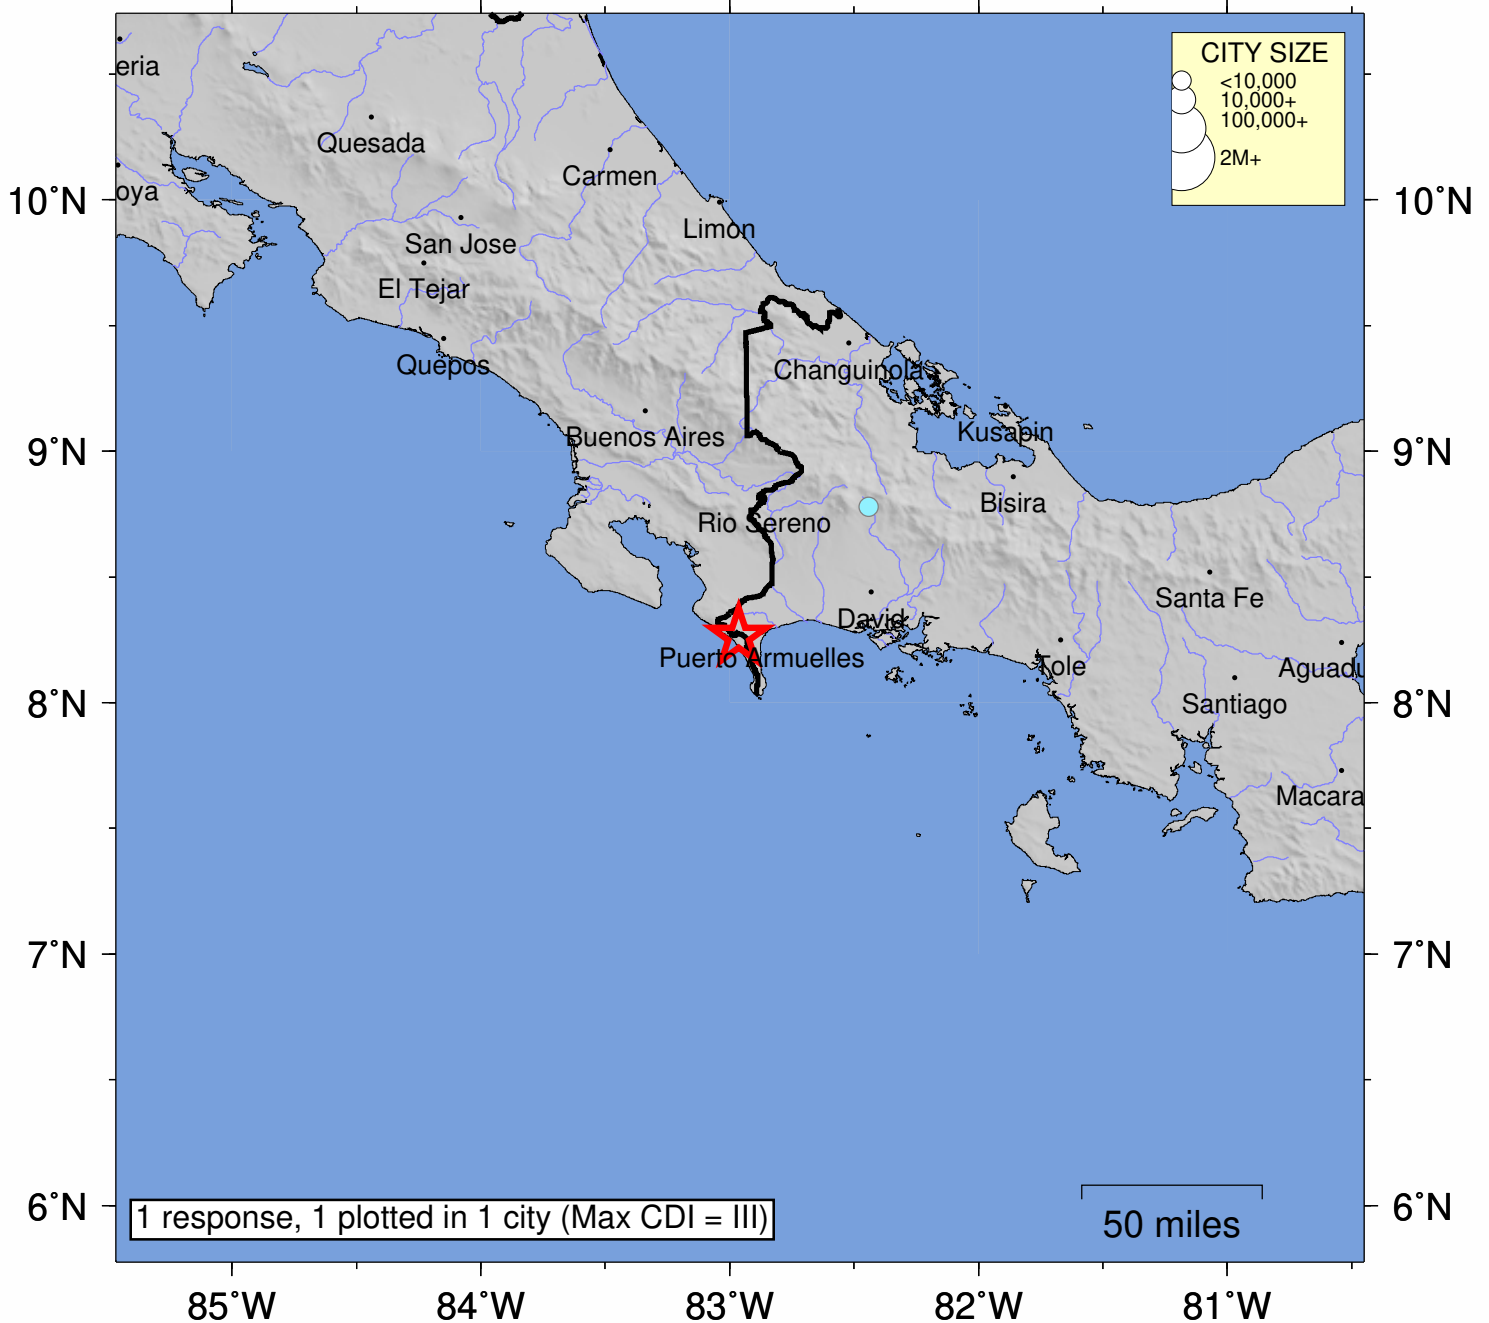 CITY SIZE
<10,000
10,000+
100,000+
2M+
eria
Quesada
Carmen
oya
10°N
10°N
Limon
San Jose
El Tejar
Quepos
Changuinola
Kusapin
Buenos Aires
9°N
9°N
Bisira
Rio Sereno
Santa Fe
David
Puerto Armuelles
Tole
Aguadu
Santiago
8°N
8°N
Macara
7°N
7°N
6°N
6°N
1 response, 1 plotted in 1 city (Max CDI = III)
50 miles
85°W
84°W
83°W
82°W
81°W